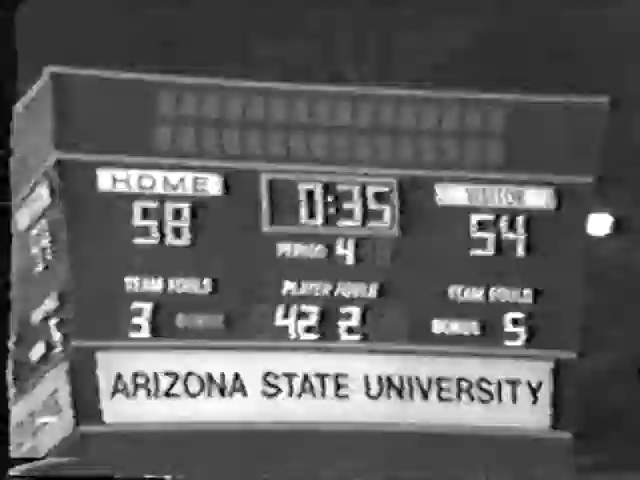 HOME 0:35
58 54
PERIOD 4
TEAM FOULS PLAYER FOULS TEAM FOULS
3 BONUS 42 2 BONUS 5
ARIZONA STATE UNIVERSITY